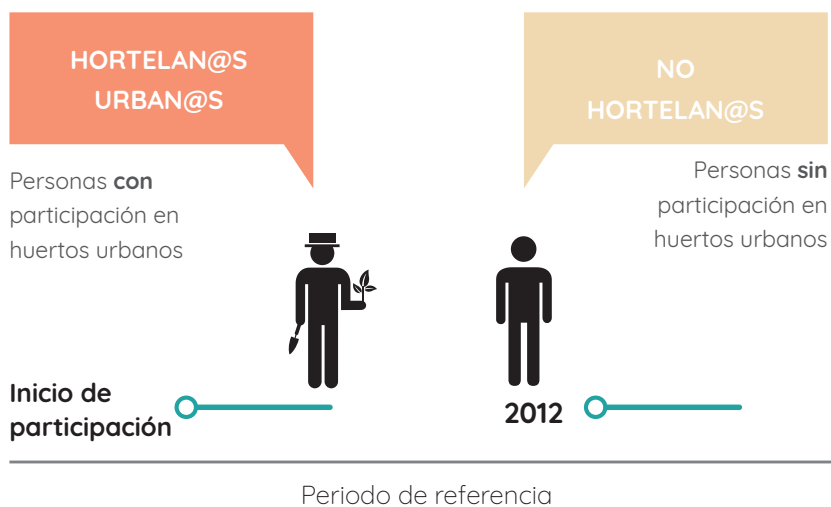 HORTELAN@S
URBAN@S
Personas con
participación en
huertos urbanos
NO
HORTELAN@S
Personas sin
participación en
huertos urbanos
Inicio de
participación
2012
Periodo de referencia